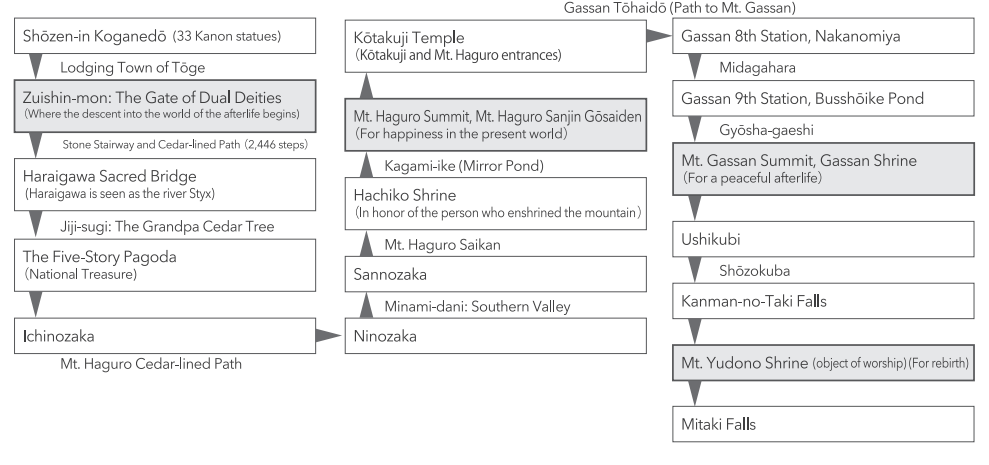 Shōzen-in Koganedō (33 Kanon statues)
Lodging Town of Tōge
Zuishin-mon: The Gate of Dual Deities
(Where the descent into the world of the afterlife begins)
Stone Stairway and Cedar-lined Path (2,446 steps)
Haraigawa Sacred Bridge
(Haraigawa is seen as the river Styx)
Jiji-sugi: The Grandpa Cedar Tree
The Five-Story Pagoda
(National Treasure)
Ichinozaka
Mt. Haguro Cedar-lined Path
Ninozaka
Minami-dani: Southern Valley
Sannozaka
Mt. Haguro Saikan
Hachiko Shrine
(In honor of the person who enshrined the mountain)
Kagami-ike (Mirror Pond)
Mt. Haguro Summit, Mt. Haguro Sanjin Gōsaiden
(For happiness in the present world)
Kōtakuji Temple
(Kōtakuji and Mt. Haguro entrances)
Gassan Tōhaidō (Path to Mt. Gassan)
Gassan 8th Station, Nakanomiya
Midagahara
Gassan 9th Station, Busshōike Pond
Gyōsha-gaeshi
Mt. Gassan Summit, Gassan Shrine
(For a peaceful afterlife)
Ushikubi
Shōzokuba
Kanman-no-Taki Falls
Mt. Yudono Shrine (object of worship) (For rebirth)
Mitaki Falls